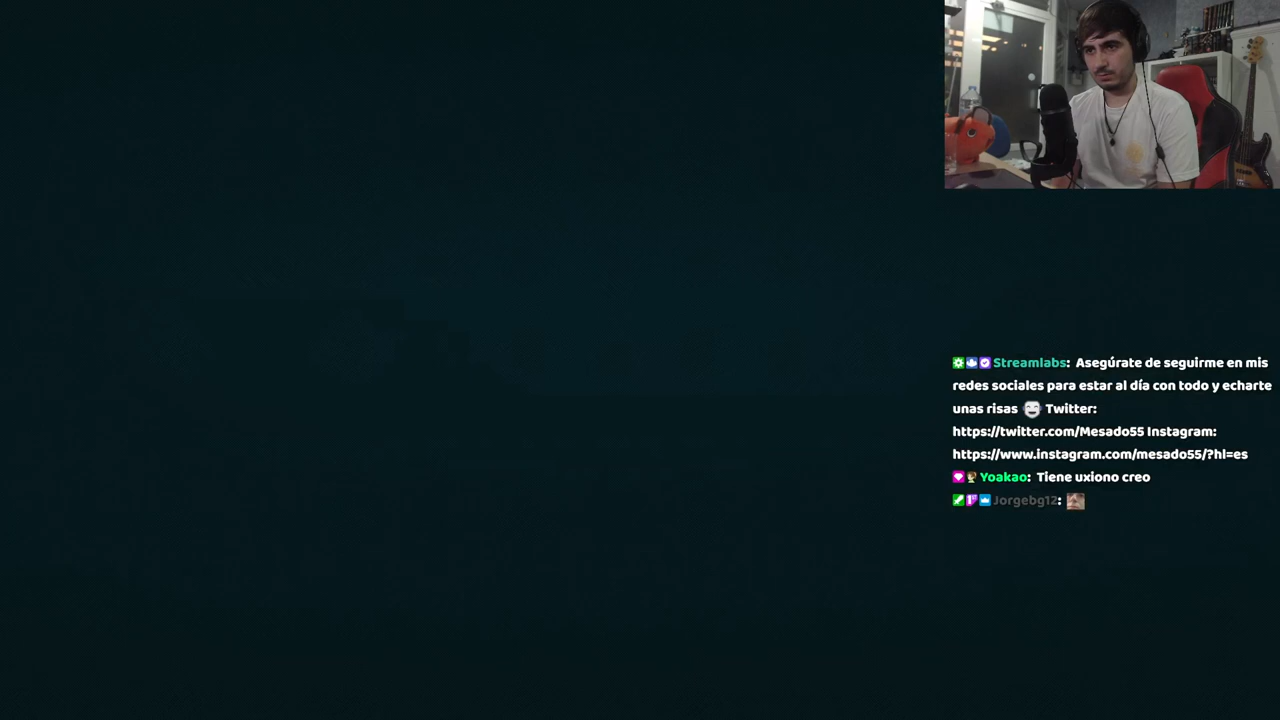 Streamlabs: Asegúrate de seguirme en mis
redes sociales para estar al día con todo y echarte
unas risas Twitter:
https://twitter.com/Mesado55 Instagram:
https://www.instagram.com/mesado55/?hl=es
Yoakao: Tiene uxiono creo
Jorgebg12: